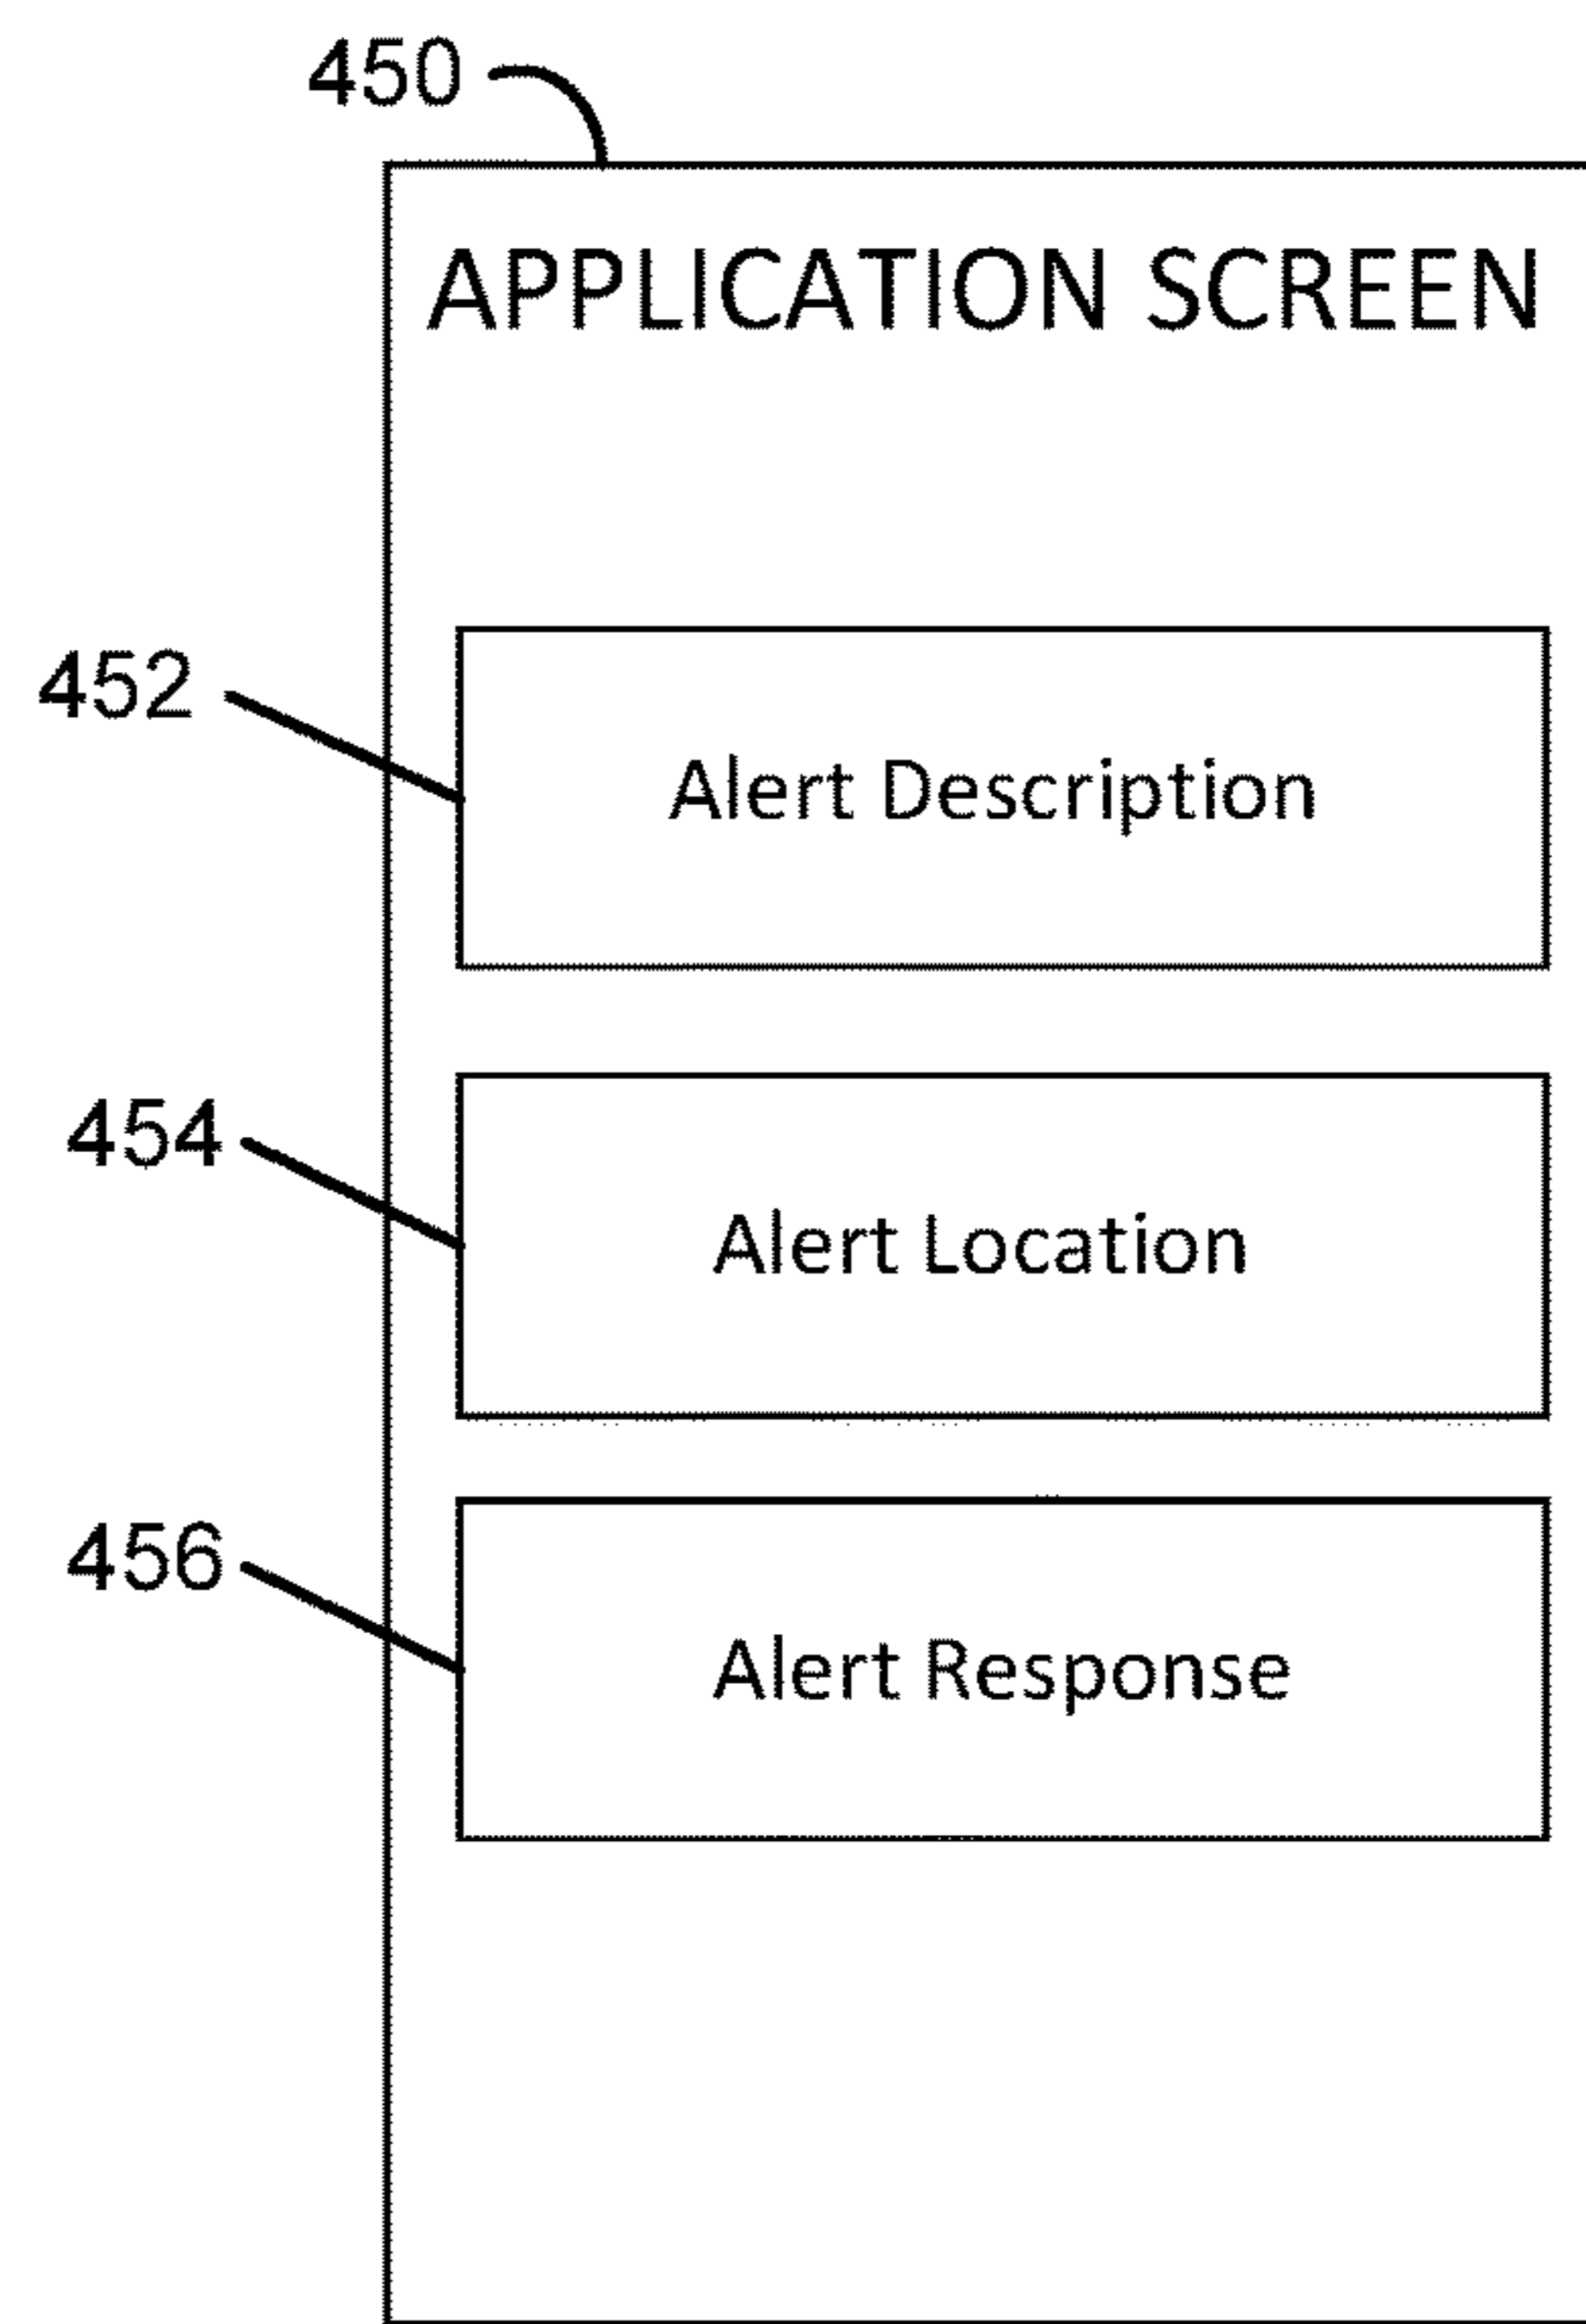 450
APPLICATION SCREEN
452
Alert Description
454
Alert Location
456
Alert Response